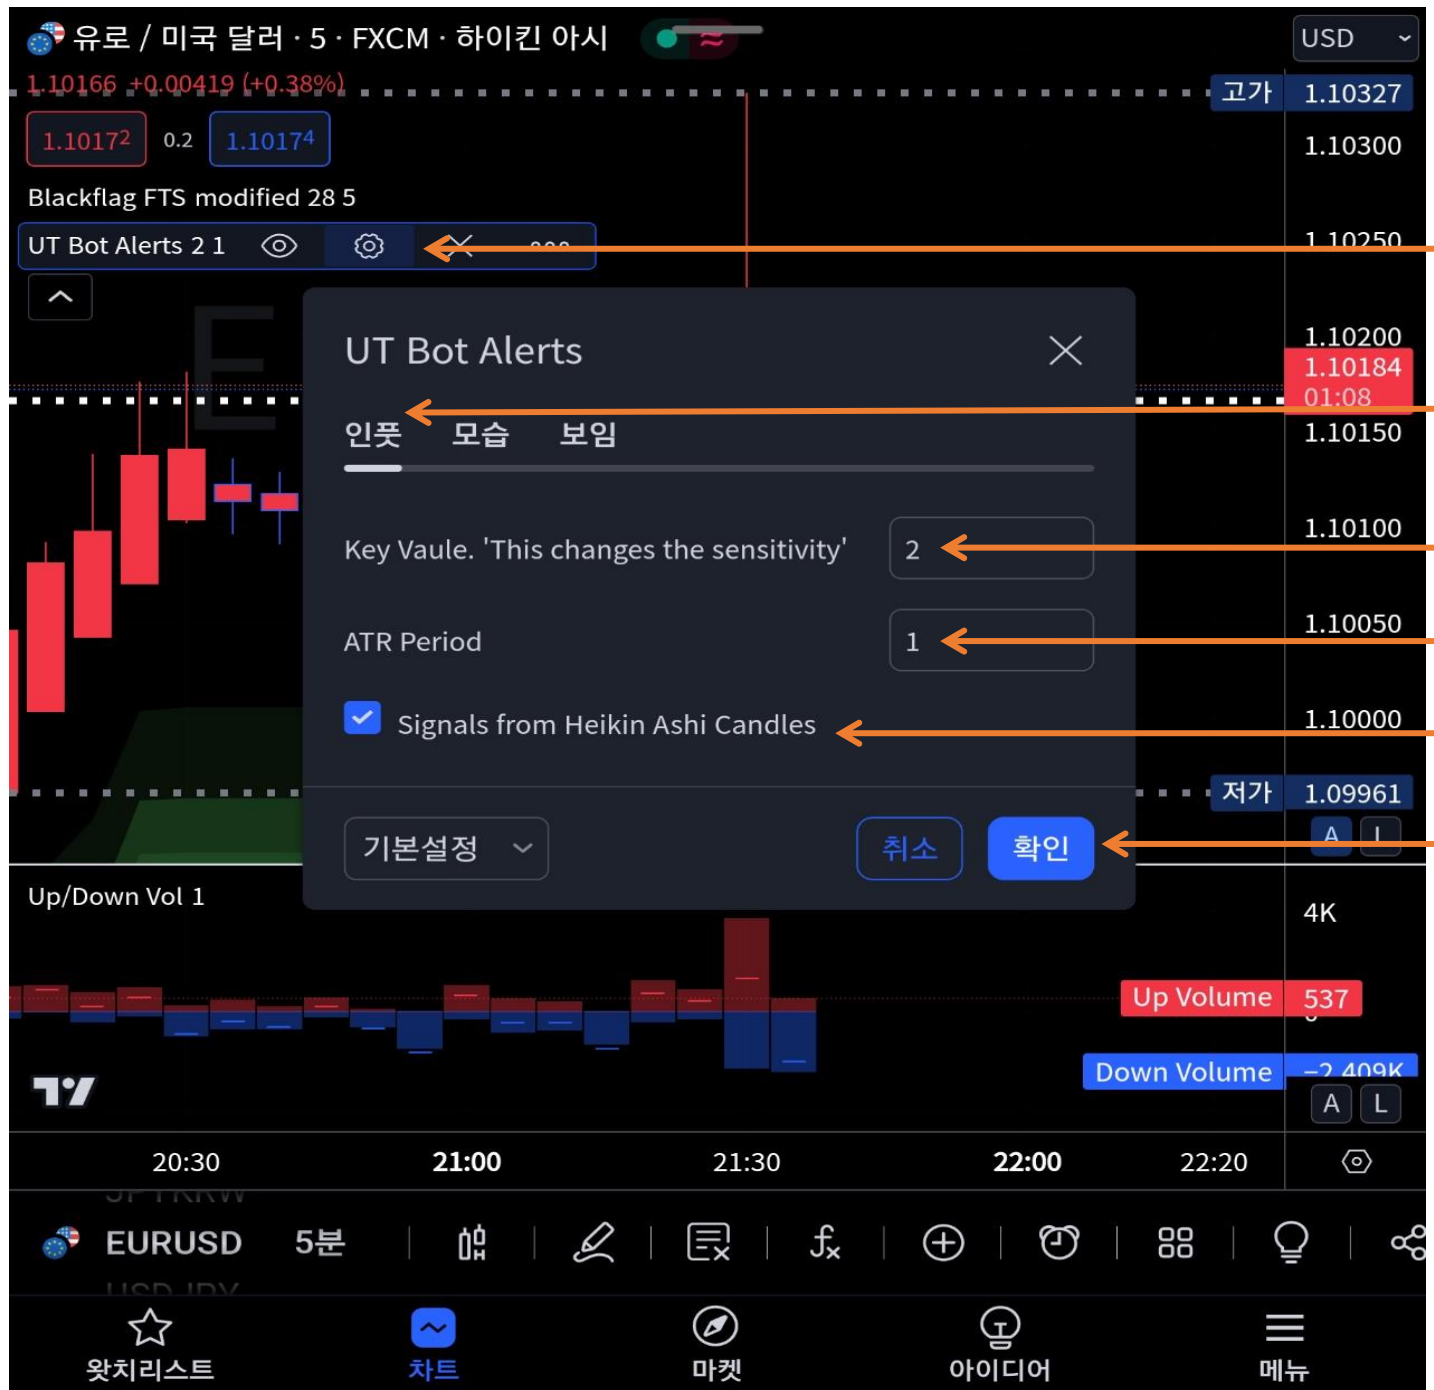 유로 / 미국 달러 · 5 · FXCM · 하이킨 아시
USD
1.10166 +0.00419 (+0.38%)
고가 1.10327
1.10172 0.2 1.10174
1.10300
Blackflag FTS modified 28 5
UT Bot Alerts 2 1
1.10250
E
UT Bot Alerts
1.10200
1.10184
01:08
인풋 모습 보임
1.10150
Key Vaule. 'This changes the sensitivity' 2
1.10100
ATR Period 1
1.10050
Signals from Heikin Ashi Candles
1.10000
저가 1.09961
A L
기본설정 취소 확인
Up/Down Vol 1
4K
Up Volume 537
Down Volume −2.409K
A L
20:30 21:00 21:30 22:00 22:20
JPYKRW
EURUSD 5분
USDJPY
왓치리스트 차트 마켓 아이디어 메뉴